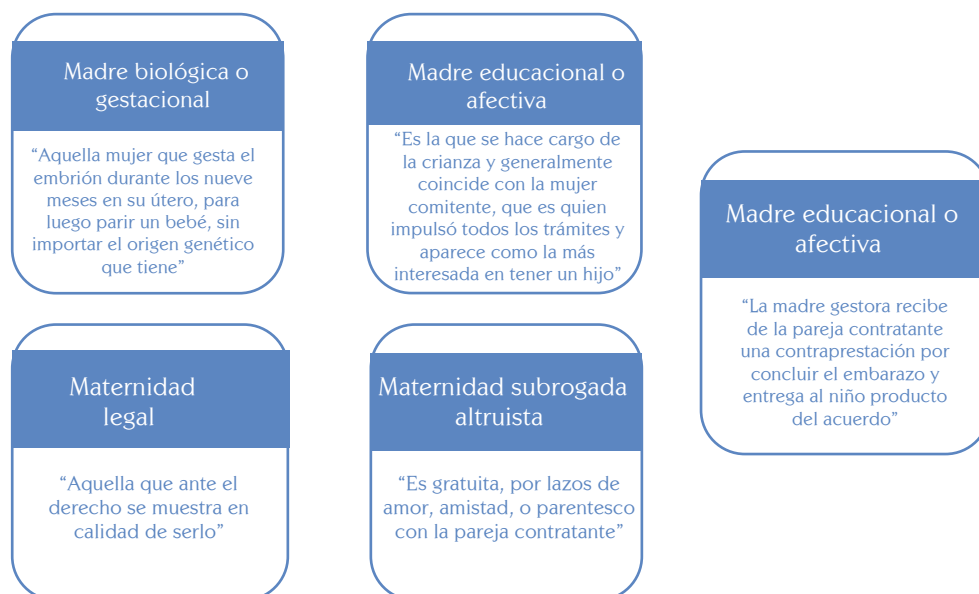 Madre biológica o
gestacional
“Aquella mujer que gesta el
embrión durante los nueve
meses en su útero, para
luego parir un bebé, sin
importar el origen genético
que tiene”
Madre educacional o
afectiva
“Es la que se hace cargo de
la crianza y generalmente
coincide con la mujer
comitente, que es quien
impulsó todos los trámites y
aparece como la más
interesada en tener un hijo”
Madre educacional o
afectiva
“La madre gestora recibe
de la pareja contratante
una contraprestación por
concluir el embarazo y
entrega al niño producto
del acuerdo”
Maternidad
legal
“Aquella que ante el
derecho se muestra en
calidad de serlo”
Maternidad subrogada
altruista
“Es gratuita, por lazos de
amor, amistad, o parentesco
con la pareja contratante”